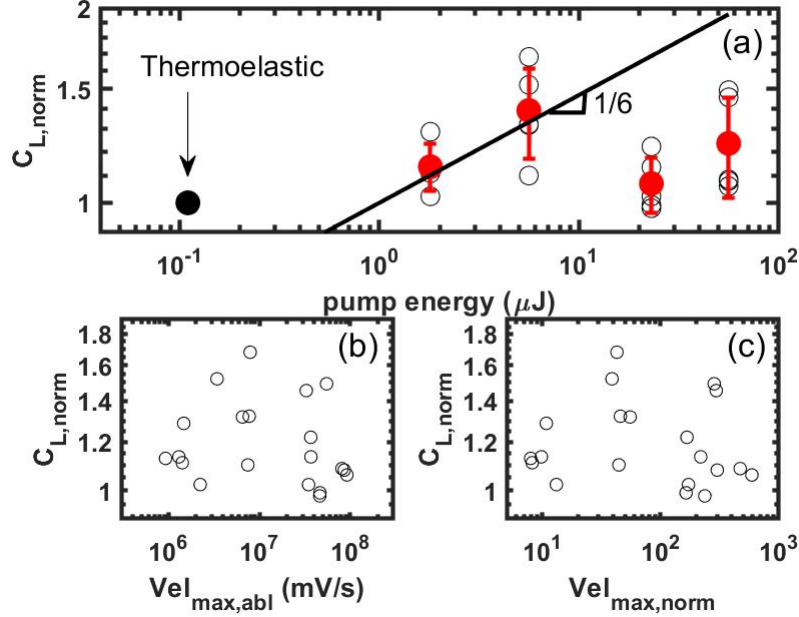 2
(a)
Thermoelastic
1.5
1/6
C_L,norm
1
10^-1 10^0 10^1 10^2
pump energy (μJ)
1.8 (b)
1.6
1.4
C_L,norm
1.2
1
10^6 10^7 10^8
Vel_max,abl (mV/s)
1.8 (c)
1.6
1.4
C_L,norm
1.2
1
10^1 10^2 10^3
Vel_max,norm